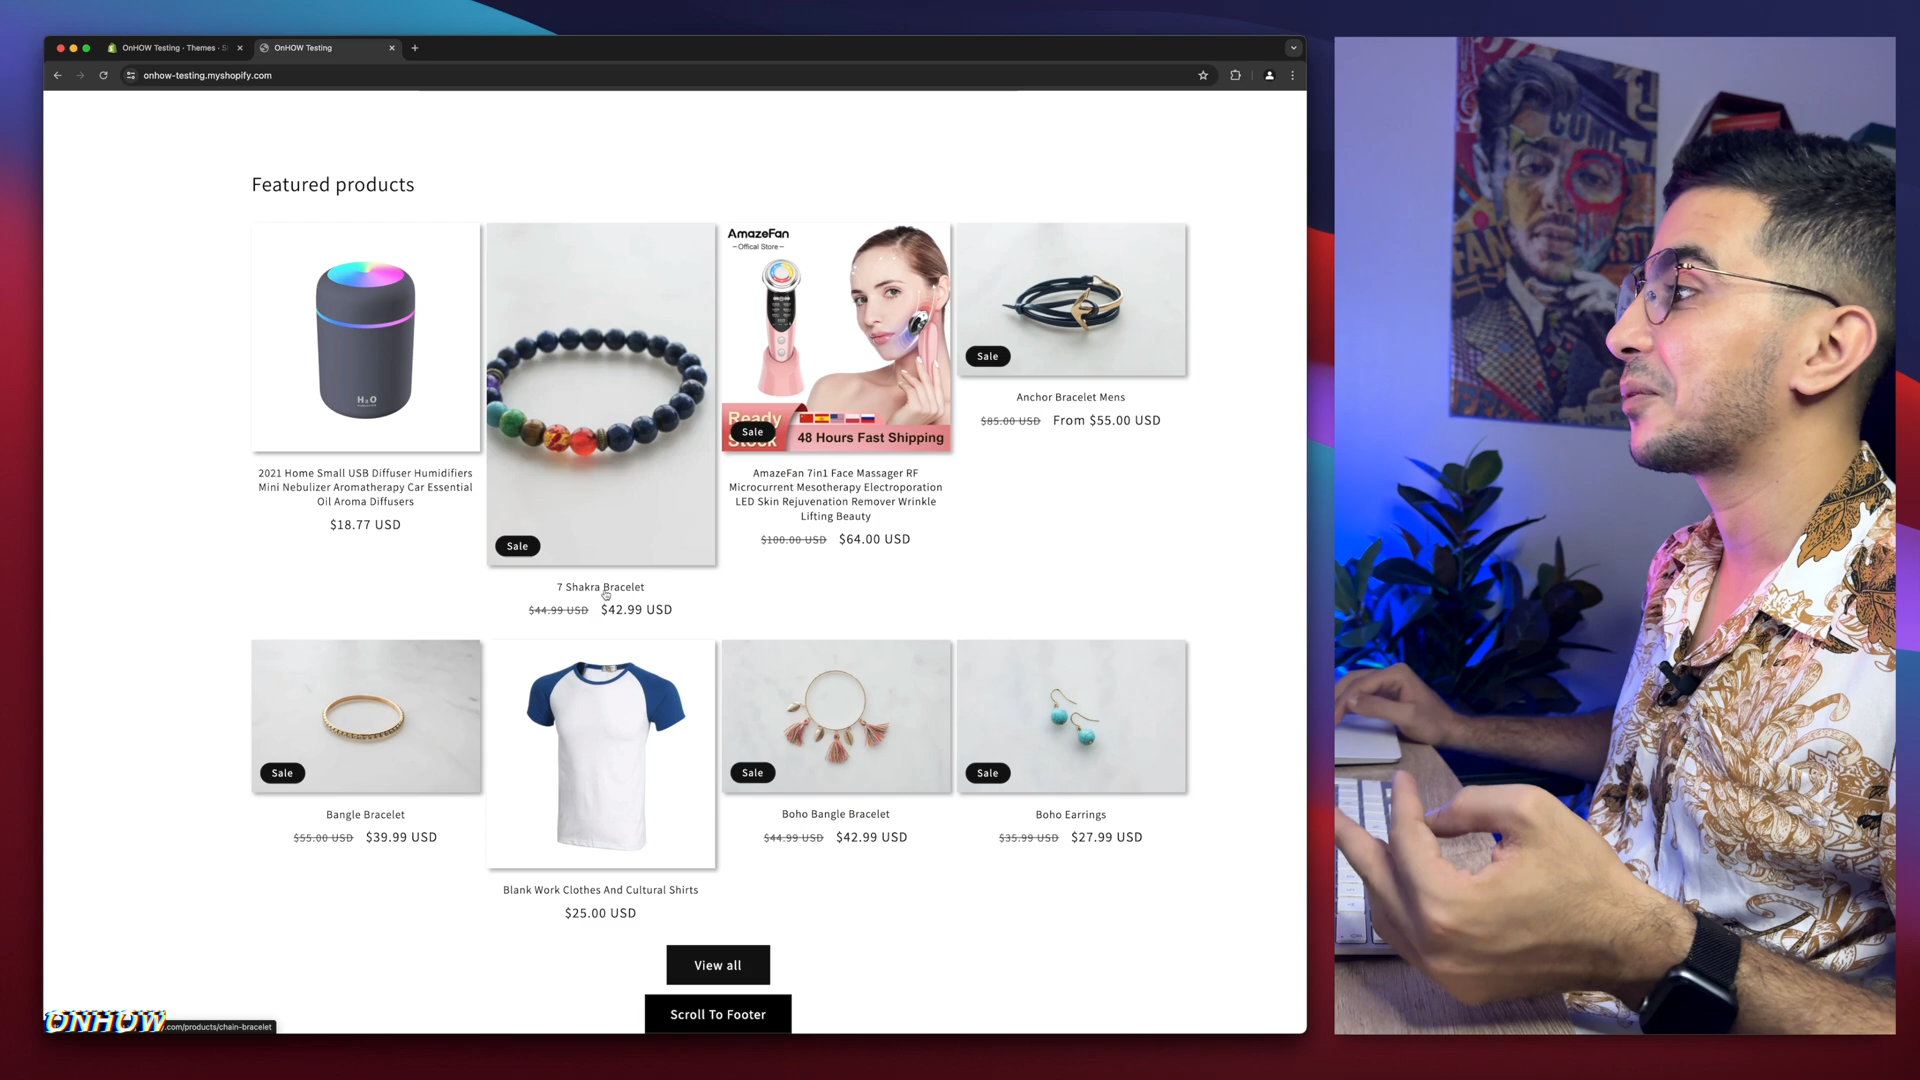 OnHOW Testing · Themes · S
OnHOW Testing
onhow-testing.myshopify.com
Featured products
AmazeFan
Offical Store
H₂O
Ready
Stock
48 Hours Fast Shipping
Sale
Sale
Sale
2021 Home Small USB Diffuser Humidifiers
Mini Nebulizer Aromatherapy Car Essential
Oil Aroma Diffusers
$18.77 USD
7 Shakra Bracelet
$44.99 USD $42.99 USD
AmazeFan 7in1 Face Massager RF
Microcurrent Mesotherapy Electroporation
LED Skin Rejuvenation Remover Wrinkle
Lifting Beauty
$100.00 USD $64.00 USD
Anchor Bracelet Mens
$85.00 USD From $55.00 USD
Sale
Sale
Sale
Bangle Bracelet
$55.00 USD $39.99 USD
Blank Work Clothes And Cultural Shirts
$25.00 USD
Boho Bangle Bracelet
$44.99 USD $42.99 USD
Boho Earrings
$35.99 USD $27.99 USD
View all
Scroll To Footer
ONHOW
.com/products/chain-bracelet